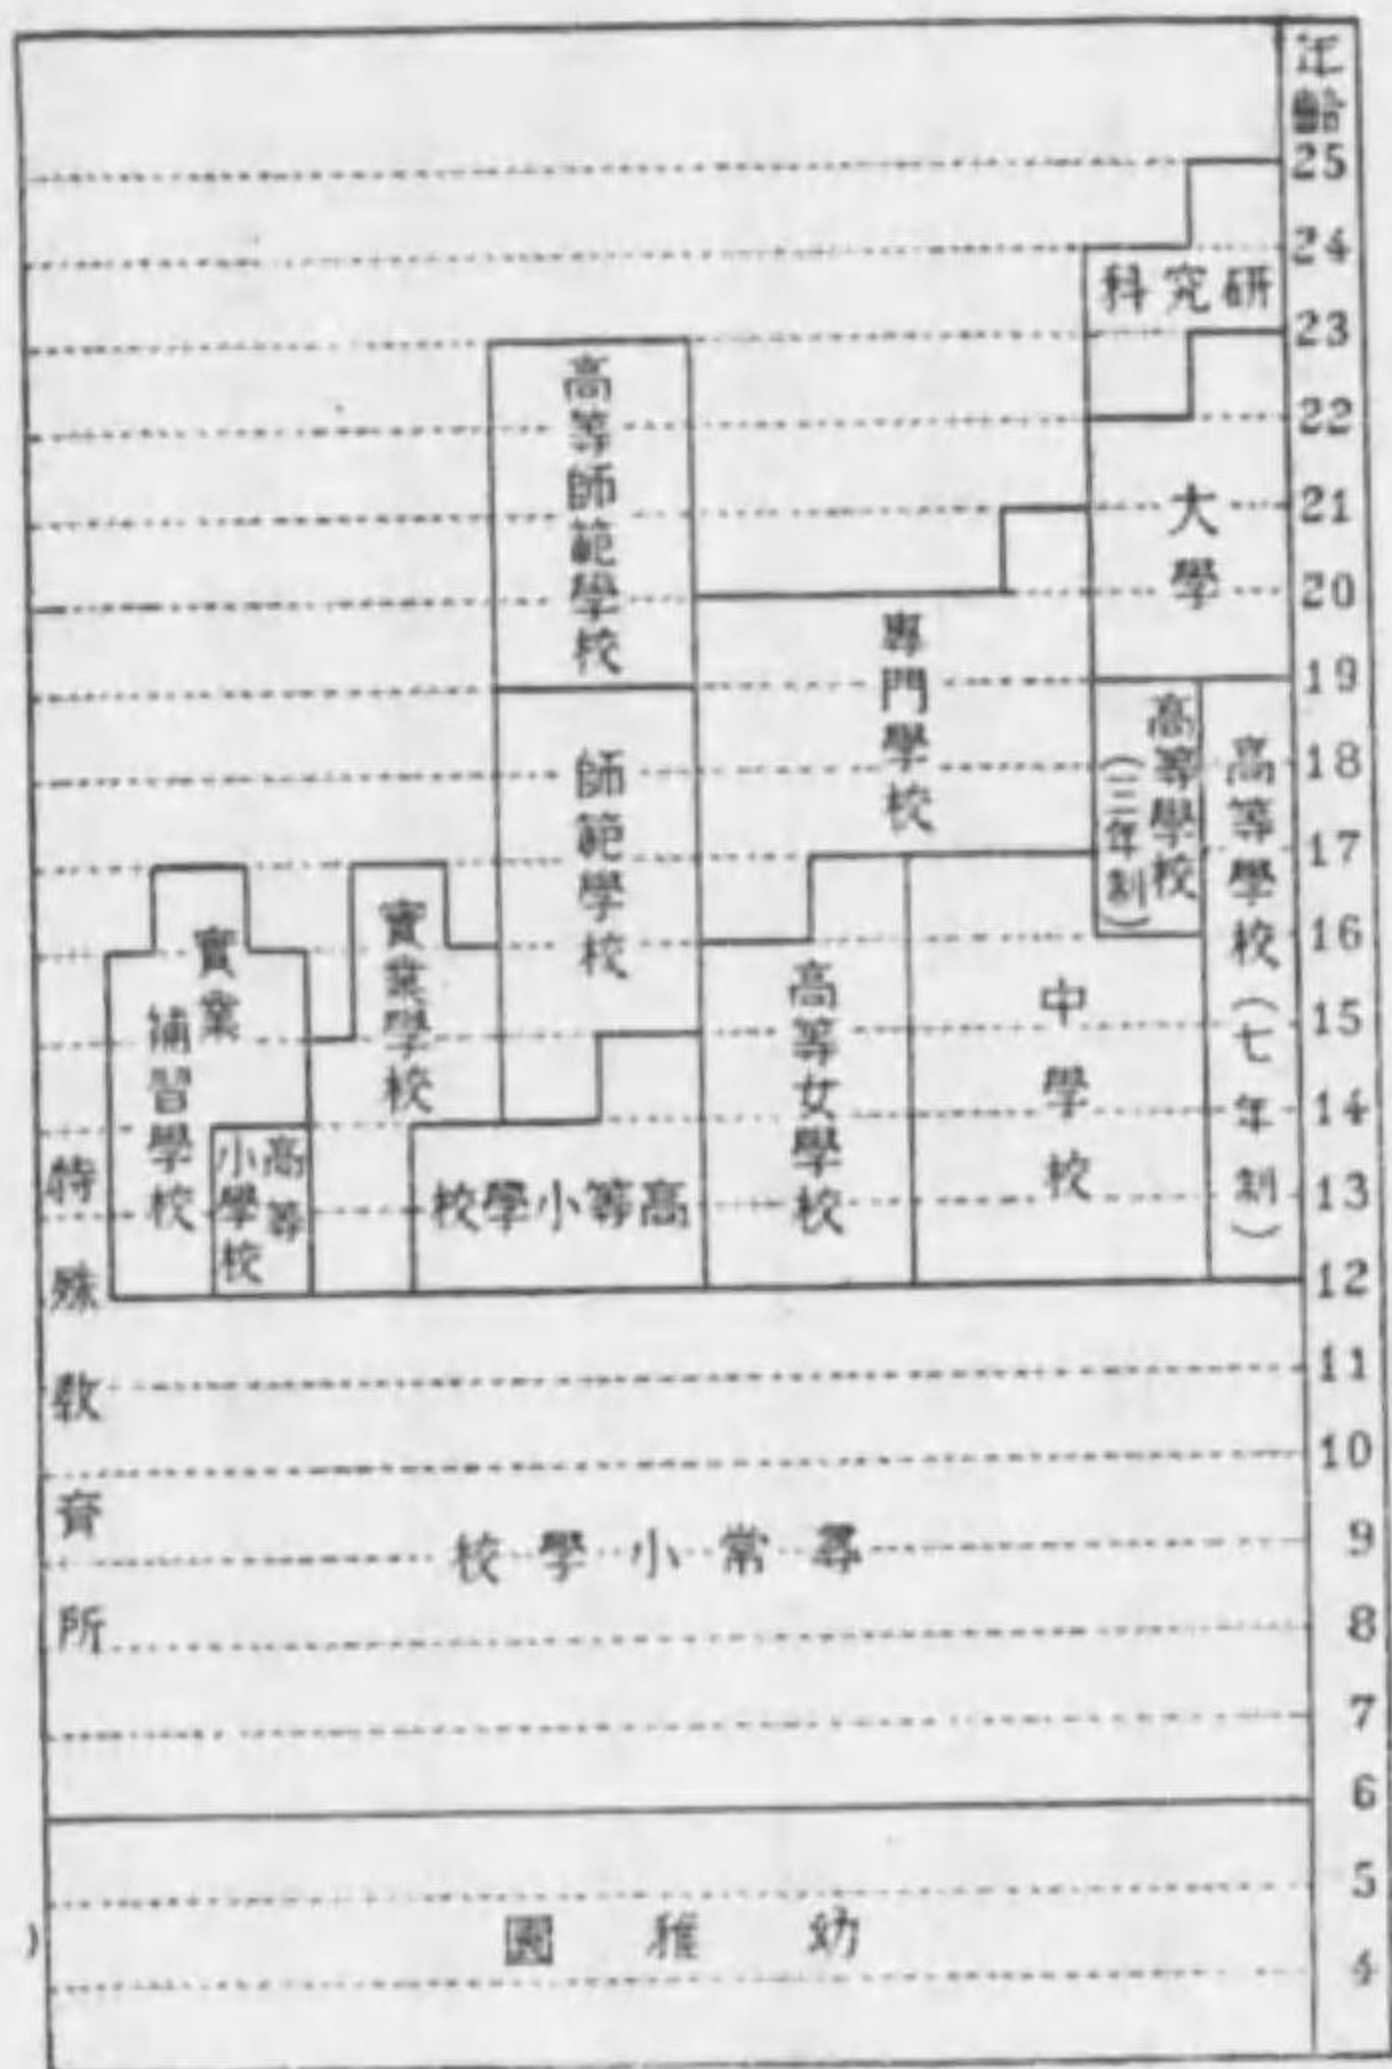 年齡
25
24
23
22
21
20
19
18
17
16
15
14
13
12
11
10
9
8
7
6
5
4
研究科
大學
高等學校(七年制)
高等學校
(三年制)
中學校
專門學校
高等女學校
高等師範學校
師範學校
高等小學校
實業學校
實業
補習學校
高等
小學校
特殊教育所
尋常小學校
幼稚園